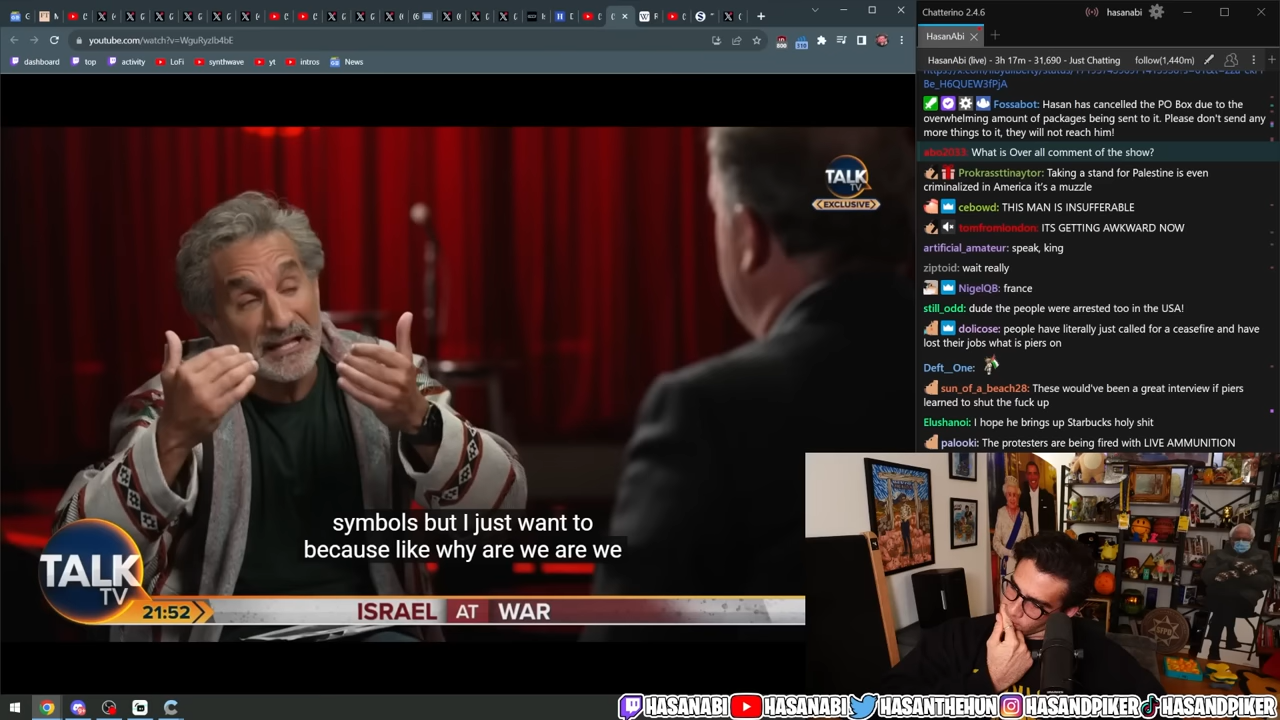 Chatterino 2.4.6
hasanabi
youtube.com/watch?v=WguRyzIb4bE
HasanAbi
dashboard
top
activity
LoFi
synthwave
yt
intros
News
HasanAbi (live) - 3h 17m - 31,690 - Just Chatting
follow(1,440m)
Be_H6QUEW3fPjA
Fossabot: Hasan has cancelled the PO Box due to the
overwhelming amount of packages being sent to it. Please don't send any
more things to it, they will not reach him!
abo2033: What is Over all comment of the show?
Prokrassttinaytor: Taking a stand for Palestine is even
criminalized in America it's a muzzle
cebowd: THIS MAN IS INSUFFERABLE
tomfromlondon: ITS GETTING AWKWARD NOW
artificial_amateur: speak, king
ziptoid: wait really
NigelQB: france
still_odd: dude the people were arrested too in the USA!
dolicose: people have literally just called for a ceasefire and have
lost their jobs what is piers on
Deft__One:
sun_of_a_beach28: These would've been a great interview if piers
learned to shut the fuck up
Elushanoi: I hope he brings up Starbucks holy shit
palooki: The protesters are being fired with LIVE AMMUNITION
TALK
TV
EXCLUSIVE
symbols but I just want to
because like why are we are we
TALK
TV
21:52
ISRAEL AT WAR
HASANABI
HASANABI
HASANTHEHUN
HASANDPIKER
HASANDPIKER